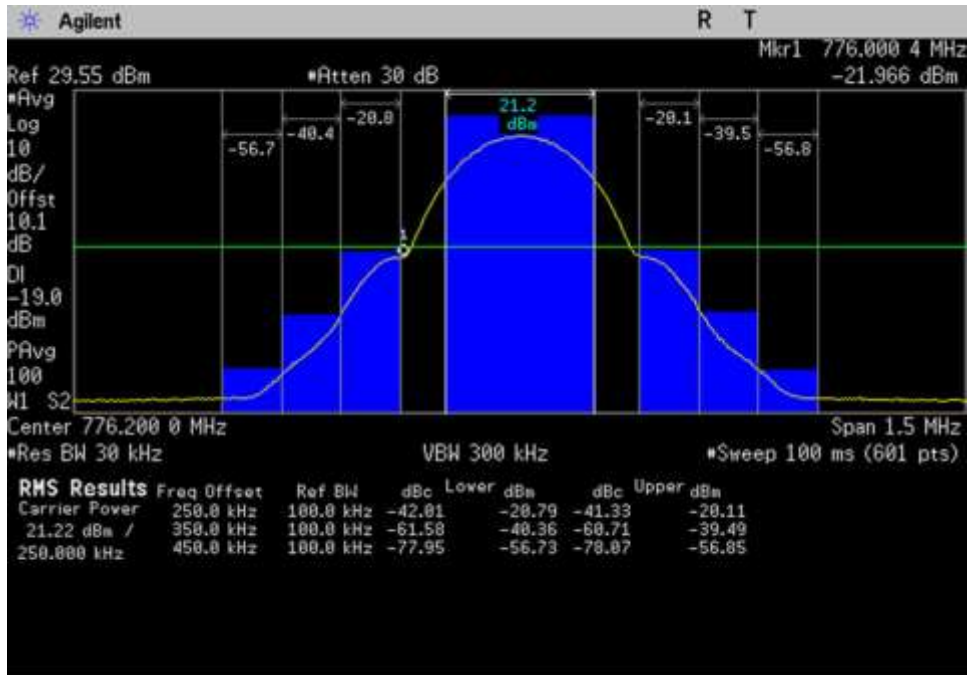 Agilent R T
Mkr1 776.000 4 MHz
Ref 29.55 dBm #Atten 30 dB -21.966 dBm
#Avg
Log
10
dB/
Offst
10.1
dB
DI
-19.0
dBm
PAvg
100
W1 S2
21.2
dBm
-56.7 -40.4 -20.8 -20.1 -39.5 -56.8
1
Center 776.200 0 MHz Span 1.5 MHz
#Res BW 30 kHz VBW 300 kHz #Sweep 100 ms (601 pts)
RMS Results Freq Offset Ref BW dBc Lower dBm dBc Upper dBm
Carrier Power 250.0 kHz 100.0 kHz -42.01 -20.79 -41.33 -20.11
21.22 dBm / 350.0 kHz 100.0 kHz -61.58 -40.36 -60.71 -39.49
250.000 kHz 450.0 kHz 100.0 kHz -77.95 -56.73 -78.07 -56.85